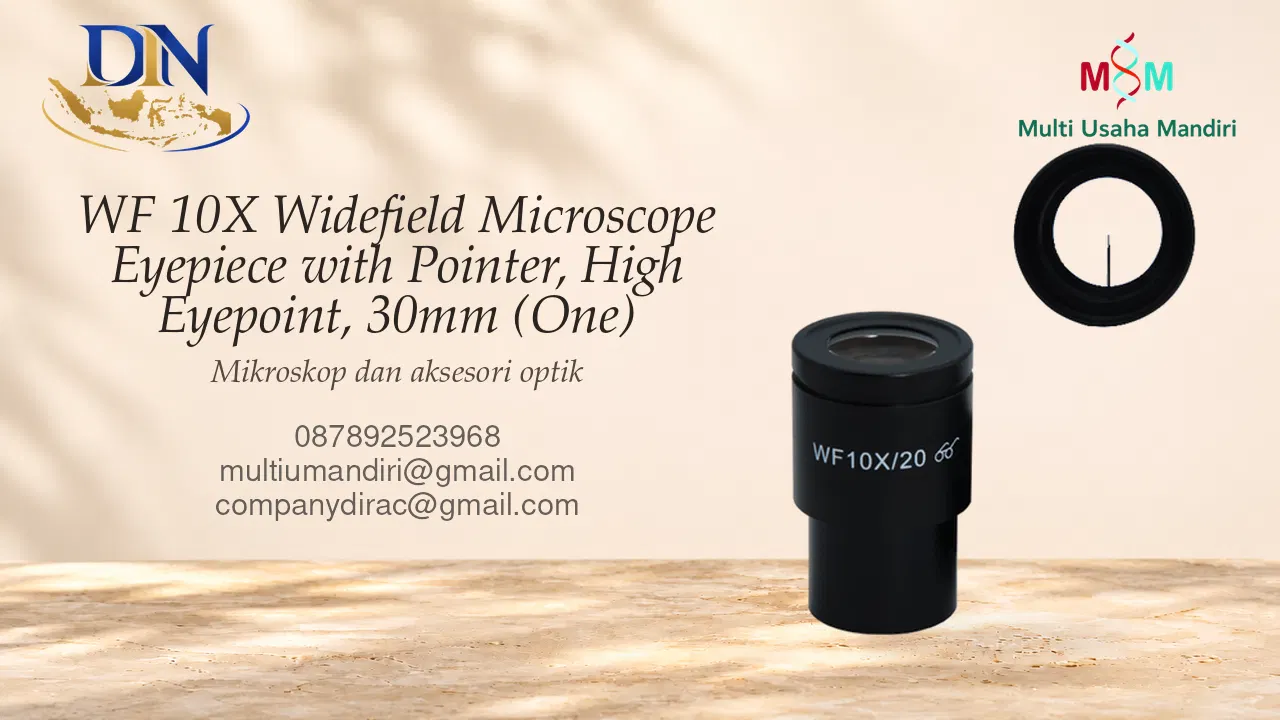 DN
M M
Multi Usaha Mandiri
WF 10X Widefield Microscope
Eyepiece with Pointer, High
Eyepoint, 30mm (One)
Mikroskop dan aksesori optik
087892523968
multiumandiri@gmail.com
companydirac@gmail.com
WF10X/20